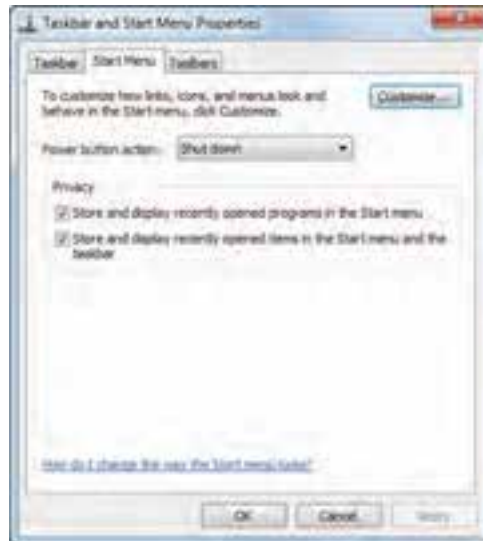 Taskbar and Start Menu Properties
Taskbar Start Menu Toolbars
To customize how links, icons, and menus look and
behave in the Start menu, click Customize.
Customize...
Power button action: Shut down
Privacy
Store and display recently opened programs in the Start menu
Store and display recently opened items in the Start menu and the
taskbar
How do I change the way the Start menu looks?
OK Cancel Apply